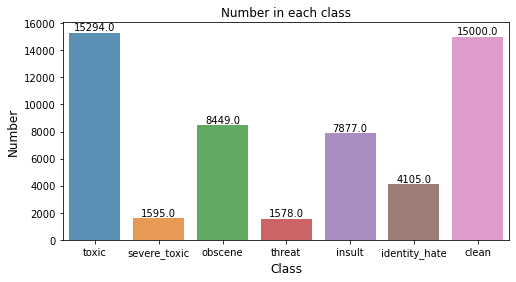 Number in each class
Number
16000
14000
12000
10000
8000
6000
4000
2000
0
15294.0
1595.0
8449.0
1578.0
7877.0
4105.0
15000.0
toxic
severe_toxic
obscene
threat
insult
identity_hate
clean
Class